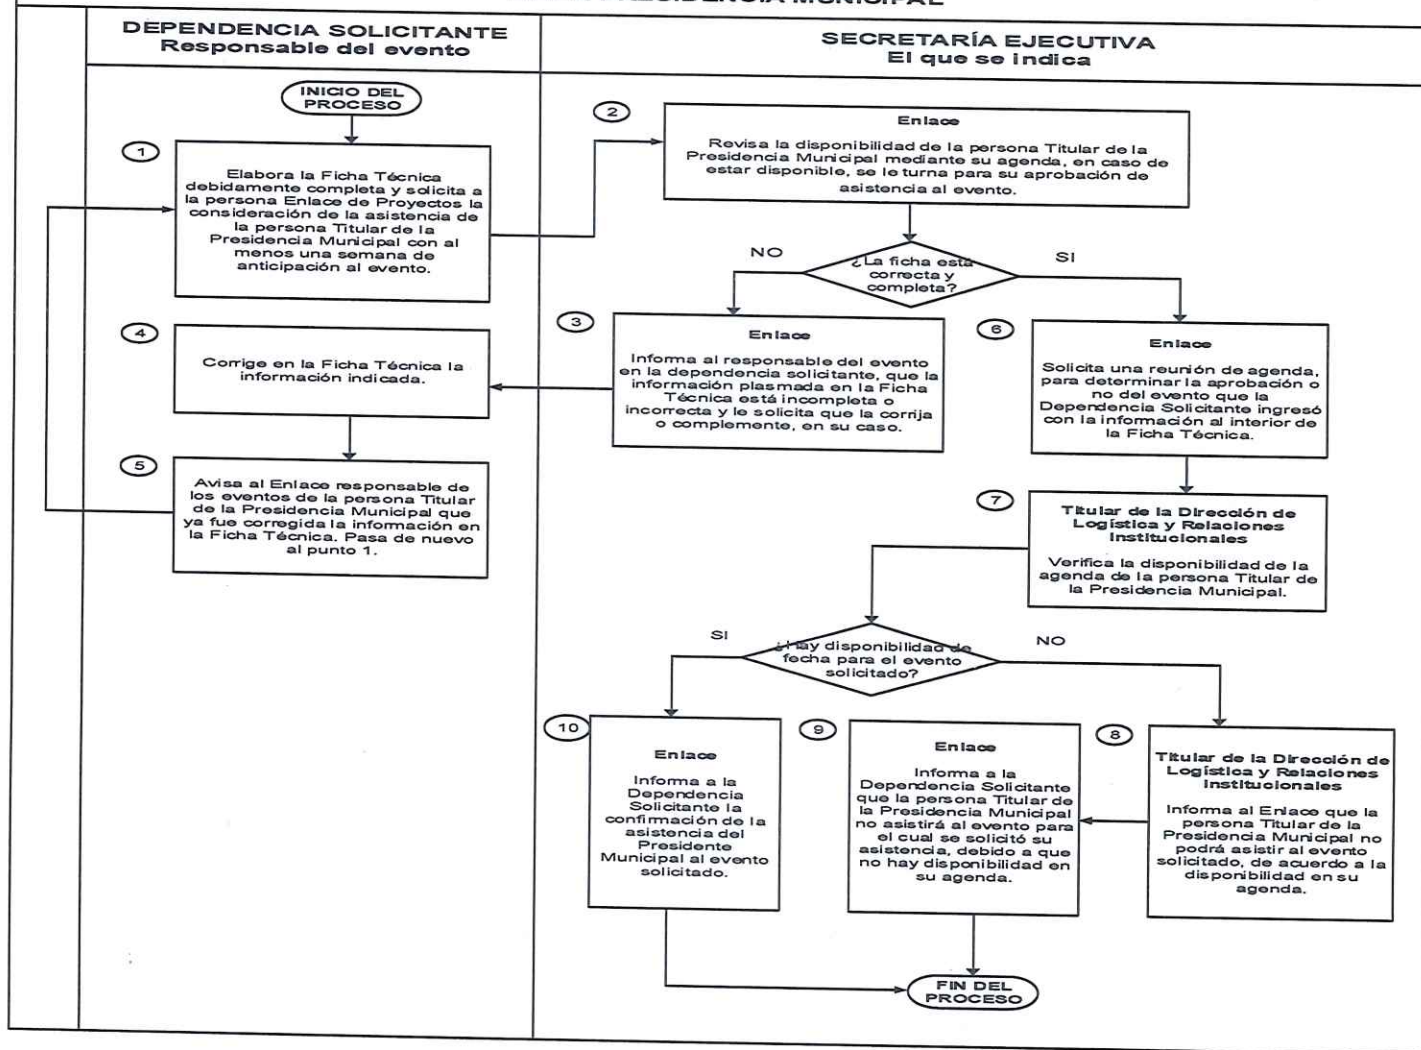 PRESIDENCIA MUNICIPAL
DEPENDENCIA SOLICITANTE
Responsable del evento
SECRETARÍA EJECUTIVA
El que se indica
INICIO DEL
PROCESO
1
Elabora la Ficha Técnica
debidamente completa y solicita a
la persona Enlace de Proyectos la
consideración de la asistencia de
la persona Titular de la
Presidencia Municipal con al
menos una semana de
anticipación al evento.
2
Enlace
Revisa la disponibilidad de la persona Titular de la
Presidencia Municipal mediante su agenda, en caso de
estar disponible, se le turna para su aprobación de
asistencia al evento.
¿La ficha está
correcta y
completa?
NO
SI
3
Enlace
Informa al responsable del evento
en la dependencia solicitante, que la
información plasmada en la Ficha
Técnica está incompleta o
incorrecta y le solicita que la corrija
o complemente, en su caso.
4
Corrige en la Ficha Técnica la
información indicada.
5
Avisa al Enlace responsable de
los eventos de la persona Titular
de la Presidencia Municipal que
ya fue corregida la información en
la Ficha Técnica. Pasa de nuevo
al punto 1.
6
Enlace
Solicita una reunión de agenda,
para determinar la aprobación o
no del evento que la
Dependencia Solicitante ingresó
con la información al interior de
la Ficha Técnica.
7
Titular de la Dirección de
Logística y Relaciones
Institucionales
Verifica la disponibilidad de la
agenda de la persona Titular de
la Presidencia Municipal.
¿Hay disponibilidad de
fecha para el evento
solicitado?
SI
NO
8
Titular de la Dirección de
Logística y Relaciones
Institucionales
Informa al Enlace que la
persona Titular de la
Presidencia Municipal no
podrá asistir al evento
solicitado, de acuerdo a la
disponibilidad en su
agenda.
9
Enlace
Informa a la
Dependencia Solicitante
que la persona Titular de
la Presidencia Municipal
no asistirá al evento para
el cual se solicitó su
asistencia, debido a que
no hay disponibilidad en
su agenda.
10
Enlace
Informa a la
Dependencia
Solicitante la
confirmación de la
asistencia del
Presidente
Municipal al evento
solicitado.
FIN DEL
PROCESO